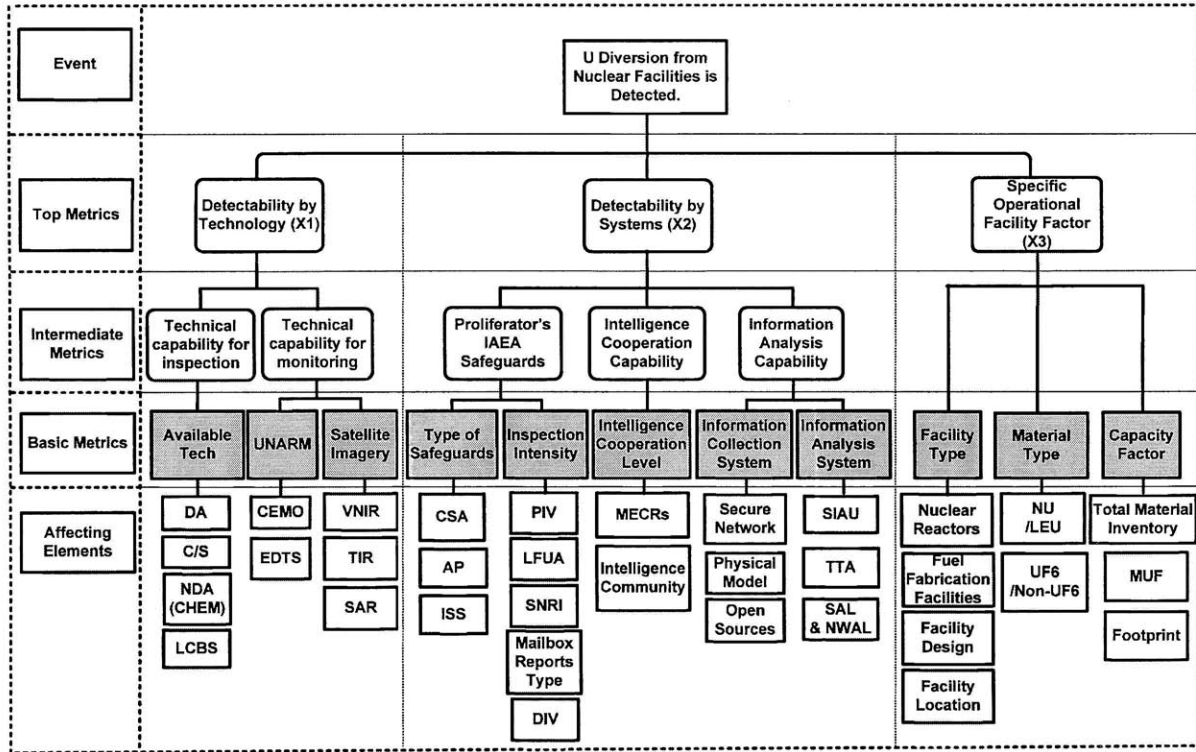 Event
U Diversion from
Nuclear Facilities is
Detected.
Top Metrics
Detectability by
Technology (X1)
Detectability by
Systems (X2)
Specific
Operational
Facility Factor
(X3)
Intermediate
Metrics
Technical
capability for
inspection
Technical
capability for
monitoring
Proliferator's
IAEA
Safeguards
Intelligence
Cooperation
Capability
Information
Analysis
Capability
Basic Metrics
Available
Tech
UNARM
Satellite
Imagery
Type of
Safeguards
Inspection
Intensity
Intelligence
Cooperation
Level
Information
Collection
System
Information
Analysis
System
Facility
Type
Material
Type
Capacity
Factor
Affecting
Elements
DA
C/S
NDA
(CHEM)
LCBS
CEMO
EDTS
VNIR
TIR
SAR
CSA
AP
ISS
PIV
LFUA
SNRI
Mailbox
Reports
Type
DIV
MECRs
Intelligence
Community
Secure
Network
Physical
Model
Open
Sources
SIAU
TTA
SAL
& NWAL
Nuclear
Reactors
Fuel
Fabrication
Facilities
Facility
Design
Facility
Location
NU
/LEU
UF6
/Non-UF6
Total Material
Inventory
MUF
Footprint